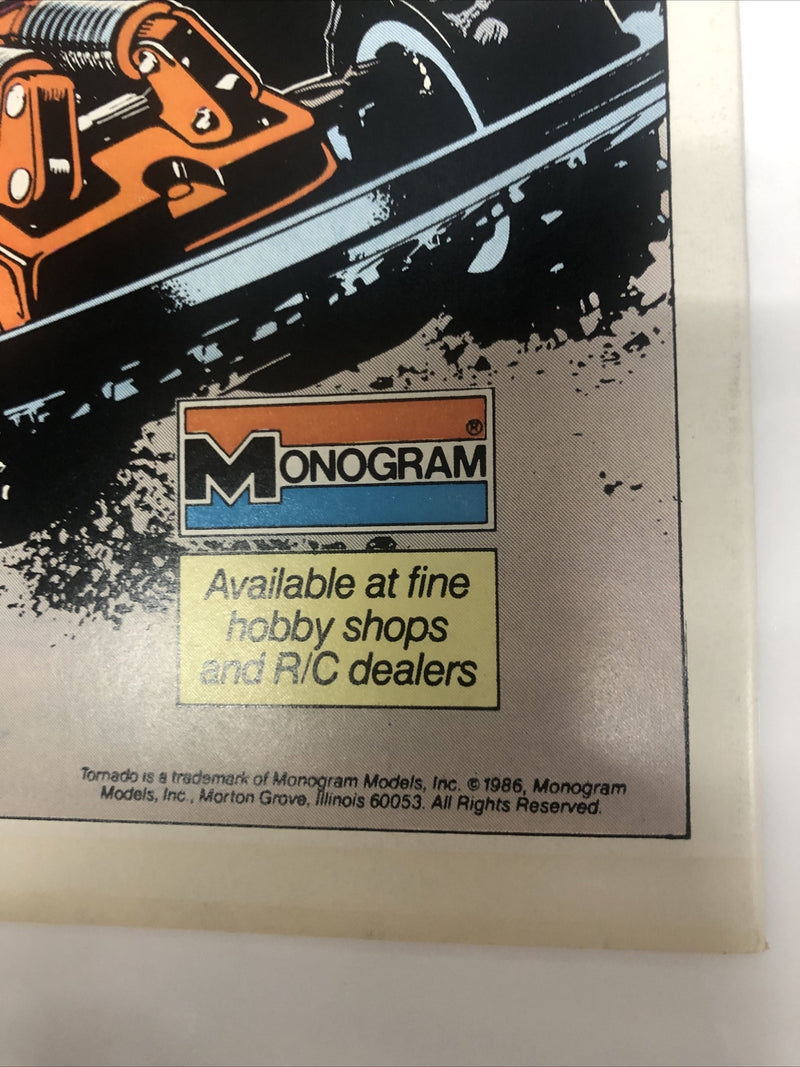 MONOGRAM®
Available at fine
hobby shops
and R/C dealers
Tornado is a trademark of Monogram Models, Inc. © 1986, Monogram
Models, Inc., Morton Grove, Illinois 60053. All Rights Reserved.